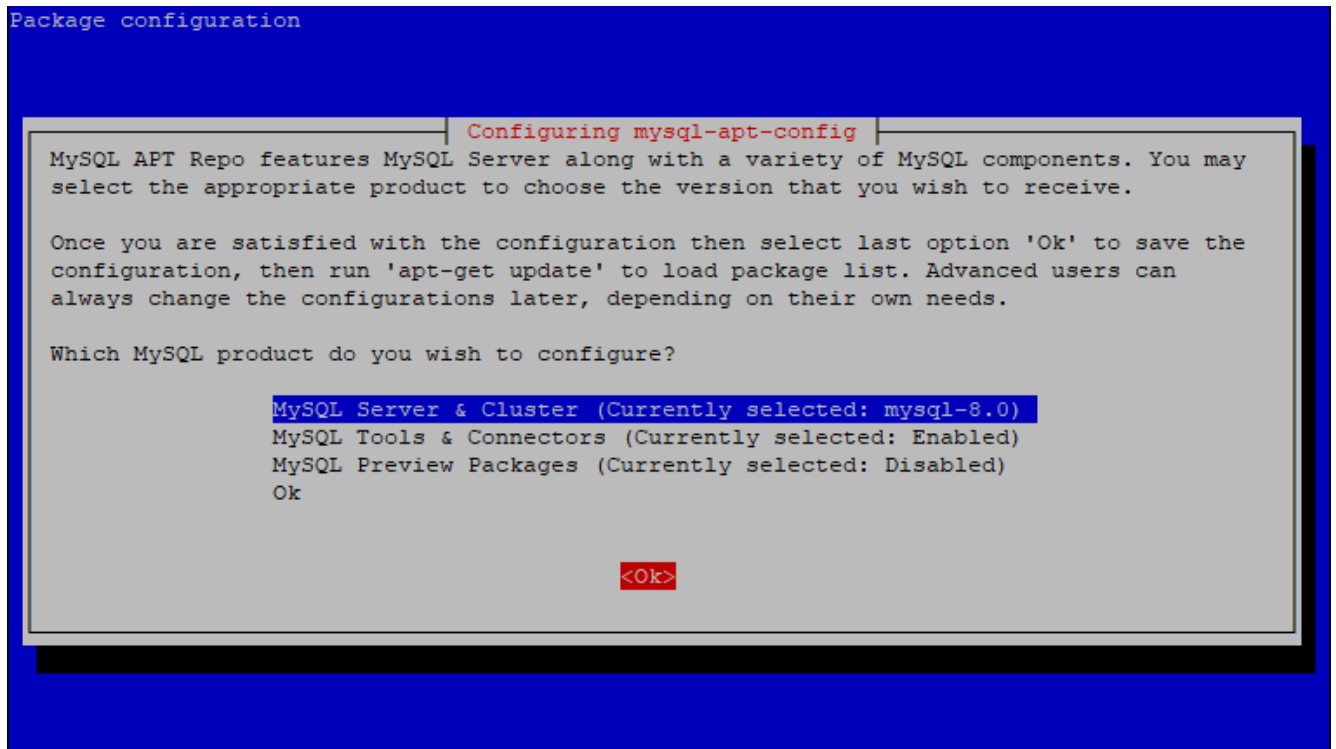 Package configuration
Configuring mysql-apt-config
MySQL APT Repo features MySQL Server along with a variety of MySQL components. You may
select the appropriate product to choose the version that you wish to receive.
Once you are satisfied with the configuration then select last option 'Ok' to save the
configuration, then run 'apt-get update' to load package list. Advanced users can
always change the configurations later, depending on their own needs.
Which MySQL product do you wish to configure?
MySQL Server & Cluster (Currently selected: mysql-8.0)
MySQL Tools & Connectors (Currently selected: Enabled)
MySQL Preview Packages (Currently selected: Disabled)
Ok
<Ok>